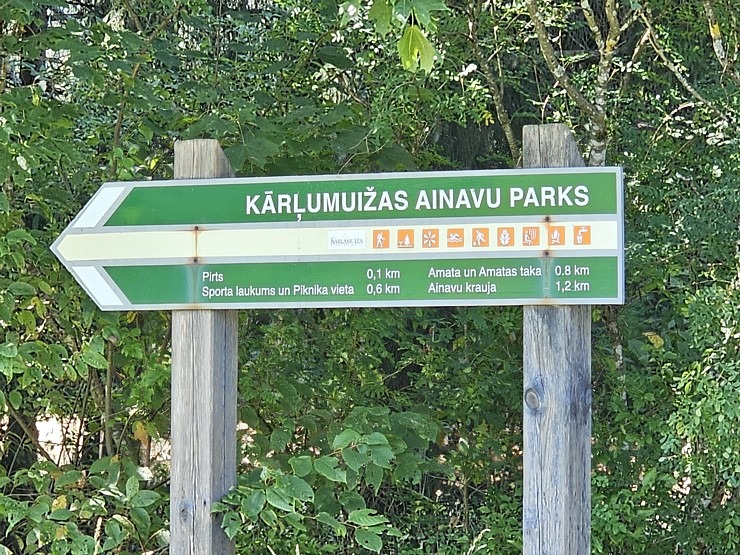 KĀRĻUMUIŽAS AINAVU PARKS
KĀRĻAMUIŽA
Pirts 0,1 km
Sporta laukums un Piknika vieta 0,6 km
Amata un Amatas taka 0.8 km
Ainavu krauja 1,2 km